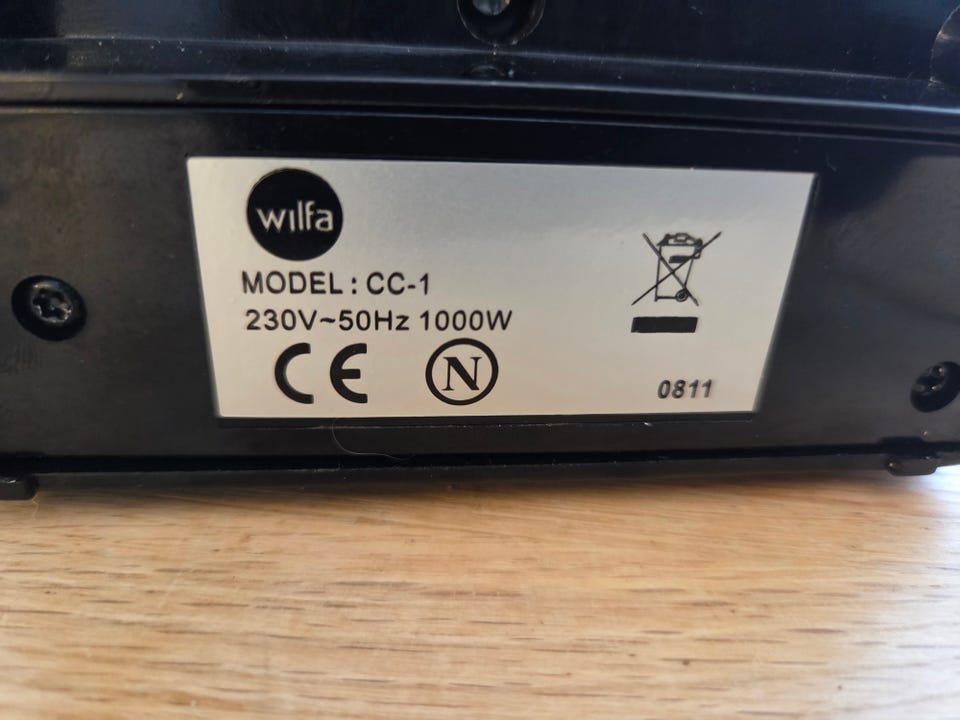 wilfa
MODEL : CC-1
230V~50Hz 1000W
CE N
0811